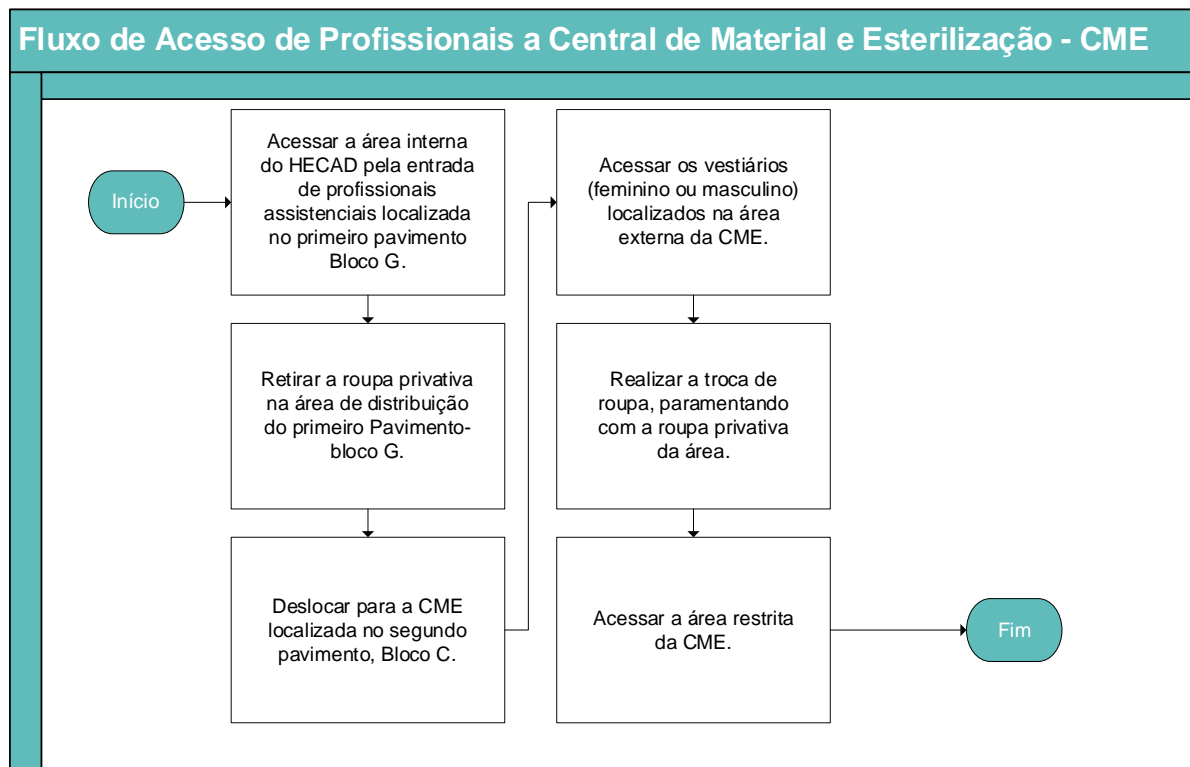 Fluxo de Acesso de Profissionais a Central de Material e Esterilização - CME
Início
Acessar a área interna
do HECAD pela entrada
de profissionais
assistenciais localizada
no primeiro pavimento
Bloco G.
Retirar a roupa privativa
na área de distribuição
do primeiro Pavimento-
bloco G.
Deslocar para a CME
localizada no segundo
pavimento, Bloco C.
Acessar os vestiários
(feminino ou masculino)
localizados na área
externa da CME.
Realizar a troca de
roupa, paramentando
com a roupa privativa
da área.
Acessar a área restrita
da CME.
Fim